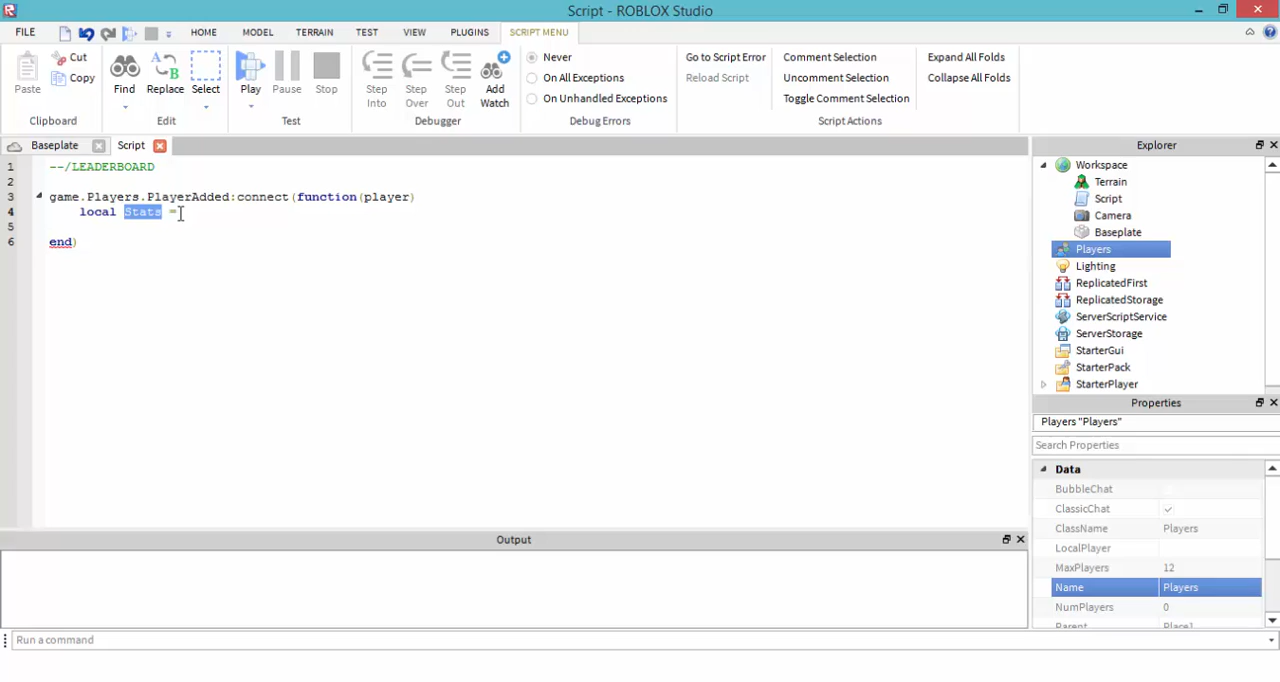 Script - ROBLOX Studio
FILE HOME MODEL TERRAIN TEST VIEW PLUGINS SCRIPT MENU
Paste Cut Copy
Clipboard
Find Replace Select
Edit
Play Pause Stop
Test
Step Into Step Over Step Out Add Watch
Debugger
Never
On All Exceptions
On Unhandled Exceptions
Debug Errors
Go to Script Error Comment Selection Expand All Folds
Reload Script Uncomment Selection Collapse All Folds
Toggle Comment Selection
Script Actions
Baseplate Script
1 --/LEADERBOARD
2
3 game.Players.PlayerAdded:connect(function(player)
4 local Stats =
5
6 end)
Explorer
Workspace
Terrain
Script
Camera
Baseplate
Players
Lighting
ReplicatedFirst
ReplicatedStorage
ServerScriptService
ServerStorage
StarterGui
StarterPack
StarterPlayer
Properties
Players "Players"
Search Properties
Data
BubbleChat
ClassicChat
ClassName Players
LocalPlayer
MaxPlayers 12
Name Players
NumPlayers 0
Parent Place1
Output
Run a command